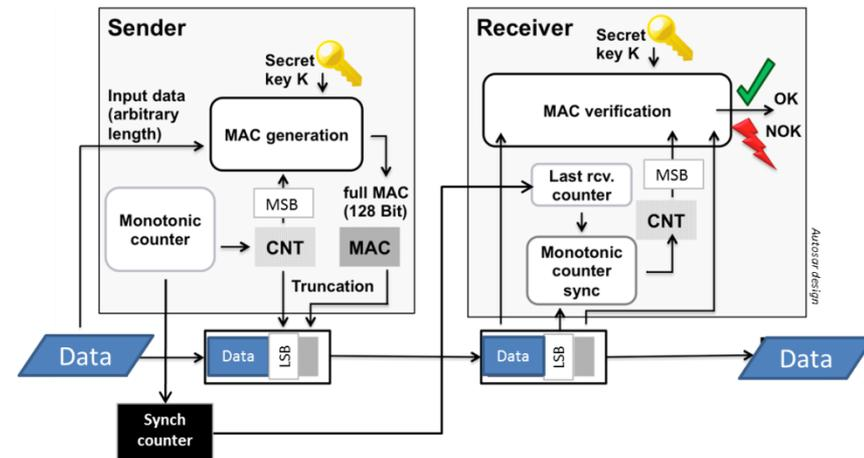 Sender
Secret
key K
Input data
(arbitrary
length)
MAC generation
MSB
full MAC
(128 Bit)
Monotonic
counter
CNT
MAC
Truncation
Data
Data
LSB
Synch
counter
Receiver
Secret
key K
MAC verification
OK
NOK
Last rcv.
counter
MSB
CNT
Monotonic
counter
sync
Autosar design
Data
LSB
Data